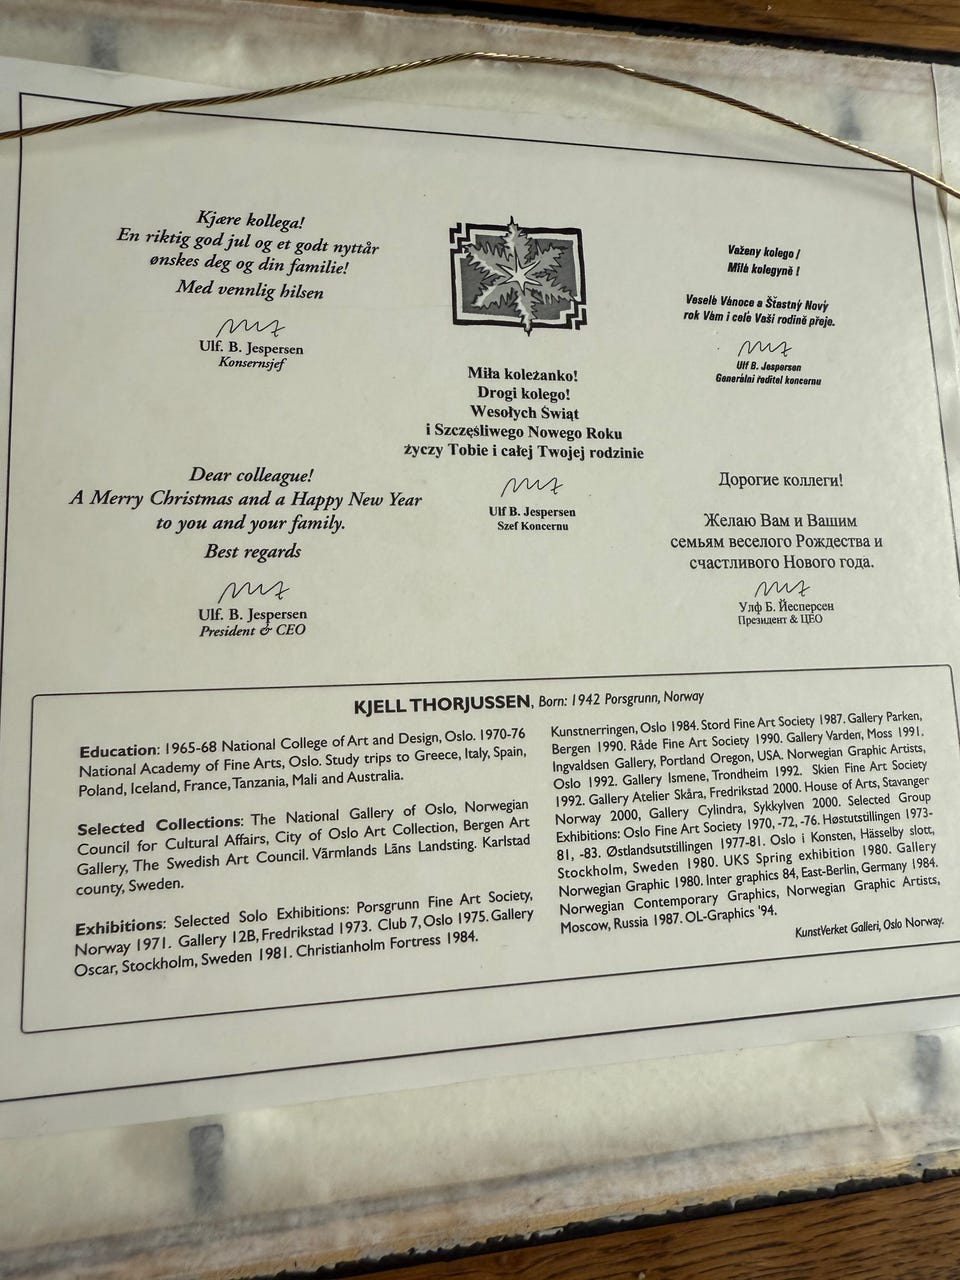 Kjære kollega!
En riktig god jul og et godt nyttår
ønskes deg og din familie!
Med vennlig hilsen
Ulf. B. Jespersen
Konsernsjef
Važeny kolego /
Milá kolegyně !
Veselé Vánoce a Šťastný Nový
rok Vám i celé Vaši rodině přeje.
Ulf B. Jespersen
Generálni ředitel koncernu
Miła koleżanko!
Drogi kolego!
Wesołych Świąt
i Szczęśliwego Nowego Roku
życzy Tobie i całej Twojej rodzinie
Ulf B. Jespersen
Szef Koncernu
Dear colleague!
A Merry Christmas and a Happy New Year
to you and your family.
Best regards
Ulf. B. Jespersen
President & CEO
Дорогие коллеги!
Желаю Вам и Вашим
семьям веселого Рождества и
счастливого Нового года.
Улф Б. Йесперсен
Президент & ЦЕО
KJELL THORJUSSEN, Born: 1942 Porsgrunn, Norway
Education: 1965-68 National College of Art and Design, Oslo. 1970-76
National Academy of Fine Arts, Oslo. Study trips to Greece, Italy, Spain,
Poland, Iceland, France, Tanzania, Mali and Australia.
Selected Collections: The National Gallery of Oslo, Norwegian
Council for Cultural Affairs, City of Oslo Art Collection, Bergen Art
Gallery, The Swedish Art Council. Värmlands Läns Landsting. Karlstad
county, Sweden.
Exhibitions: Selected Solo Exhibitions: Porsgrunn Fine Art Society,
Norway 1971. Gallery 12B, Fredrikstad 1973. Club 7, Oslo 1975. Gallery
Oscar, Stockholm, Sweden 1981. Christianholm Fortress 1984.
Kunstnerringen, Oslo 1984. Stord Fine Art Society 1987. Gallery Parken,
Bergen 1990. Råde Fine Art Society 1990. Gallery Varden, Moss 1991.
Ingvaldsen Gallery, Portland Oregon, USA. Norwegian Graphic Artists,
Oslo 1992. Gallery Ismene, Trondheim 1992. Skien Fine Art Society
1992. Gallery Atelier Skåra, Fredrikstad 2000. House of Arts, Stavanger
Norway 2000, Gallery Cylindra, Sykkylven 2000. Selected Group
Exhibitions: Oslo Fine Art Society 1970, -72, -76. Høstutstillingen 1973-
81, -83. Østlandsutstillingen 1977-81. Oslo i Konsten, Hässelby slott,
Stockholm, Sweden 1980. UKS Spring exhibition 1980. Gallery
Norwegian Graphic 1980. Inter graphics 84, East-Berlin, Germany 1984.
Norwegian Contemporary Graphics, Norwegian Graphic Artists,
Moscow, Russia 1987. OL-Graphics '94.
KunstVerket Galleri, Oslo Norway.